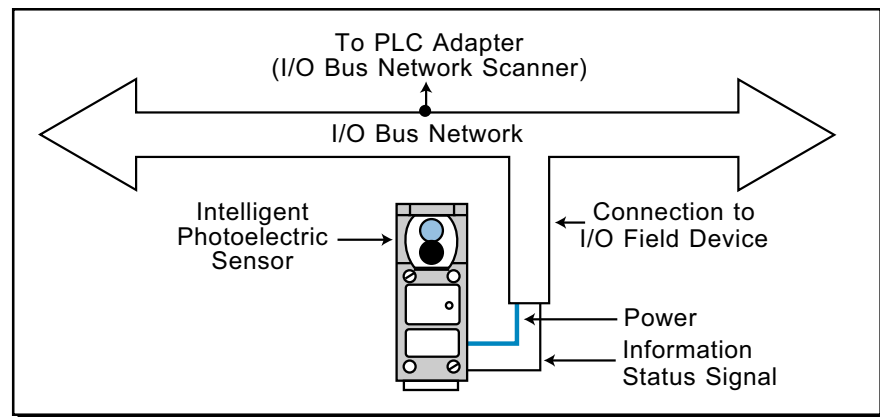 To PLC Adapter
(I/O Bus Network Scanner)
I/O Bus Network
Intelligent
Photoelectric
Sensor
Connection to
I/O Field Device
Power
Information
Status Signal